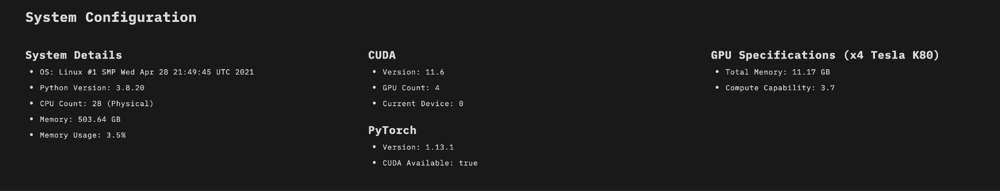 System Configuration
System Details
• OS: Linux #1 SMP Wed Apr 28 21:49:45 UTC 2021
• Python Version: 3.8.20
• CPU Count: 28 (Physical)
• Memory: 503.64 GB
• Memory Usage: 3.5%
CUDA
• Version: 11.6
• GPU Count: 4
• Current Device: 0
PyTorch
• Version: 1.13.1
• CUDA Available: true
GPU Specifications (x4 Tesla K80)
• Total Memory: 11.17 GB
• Compute Capability: 3.7